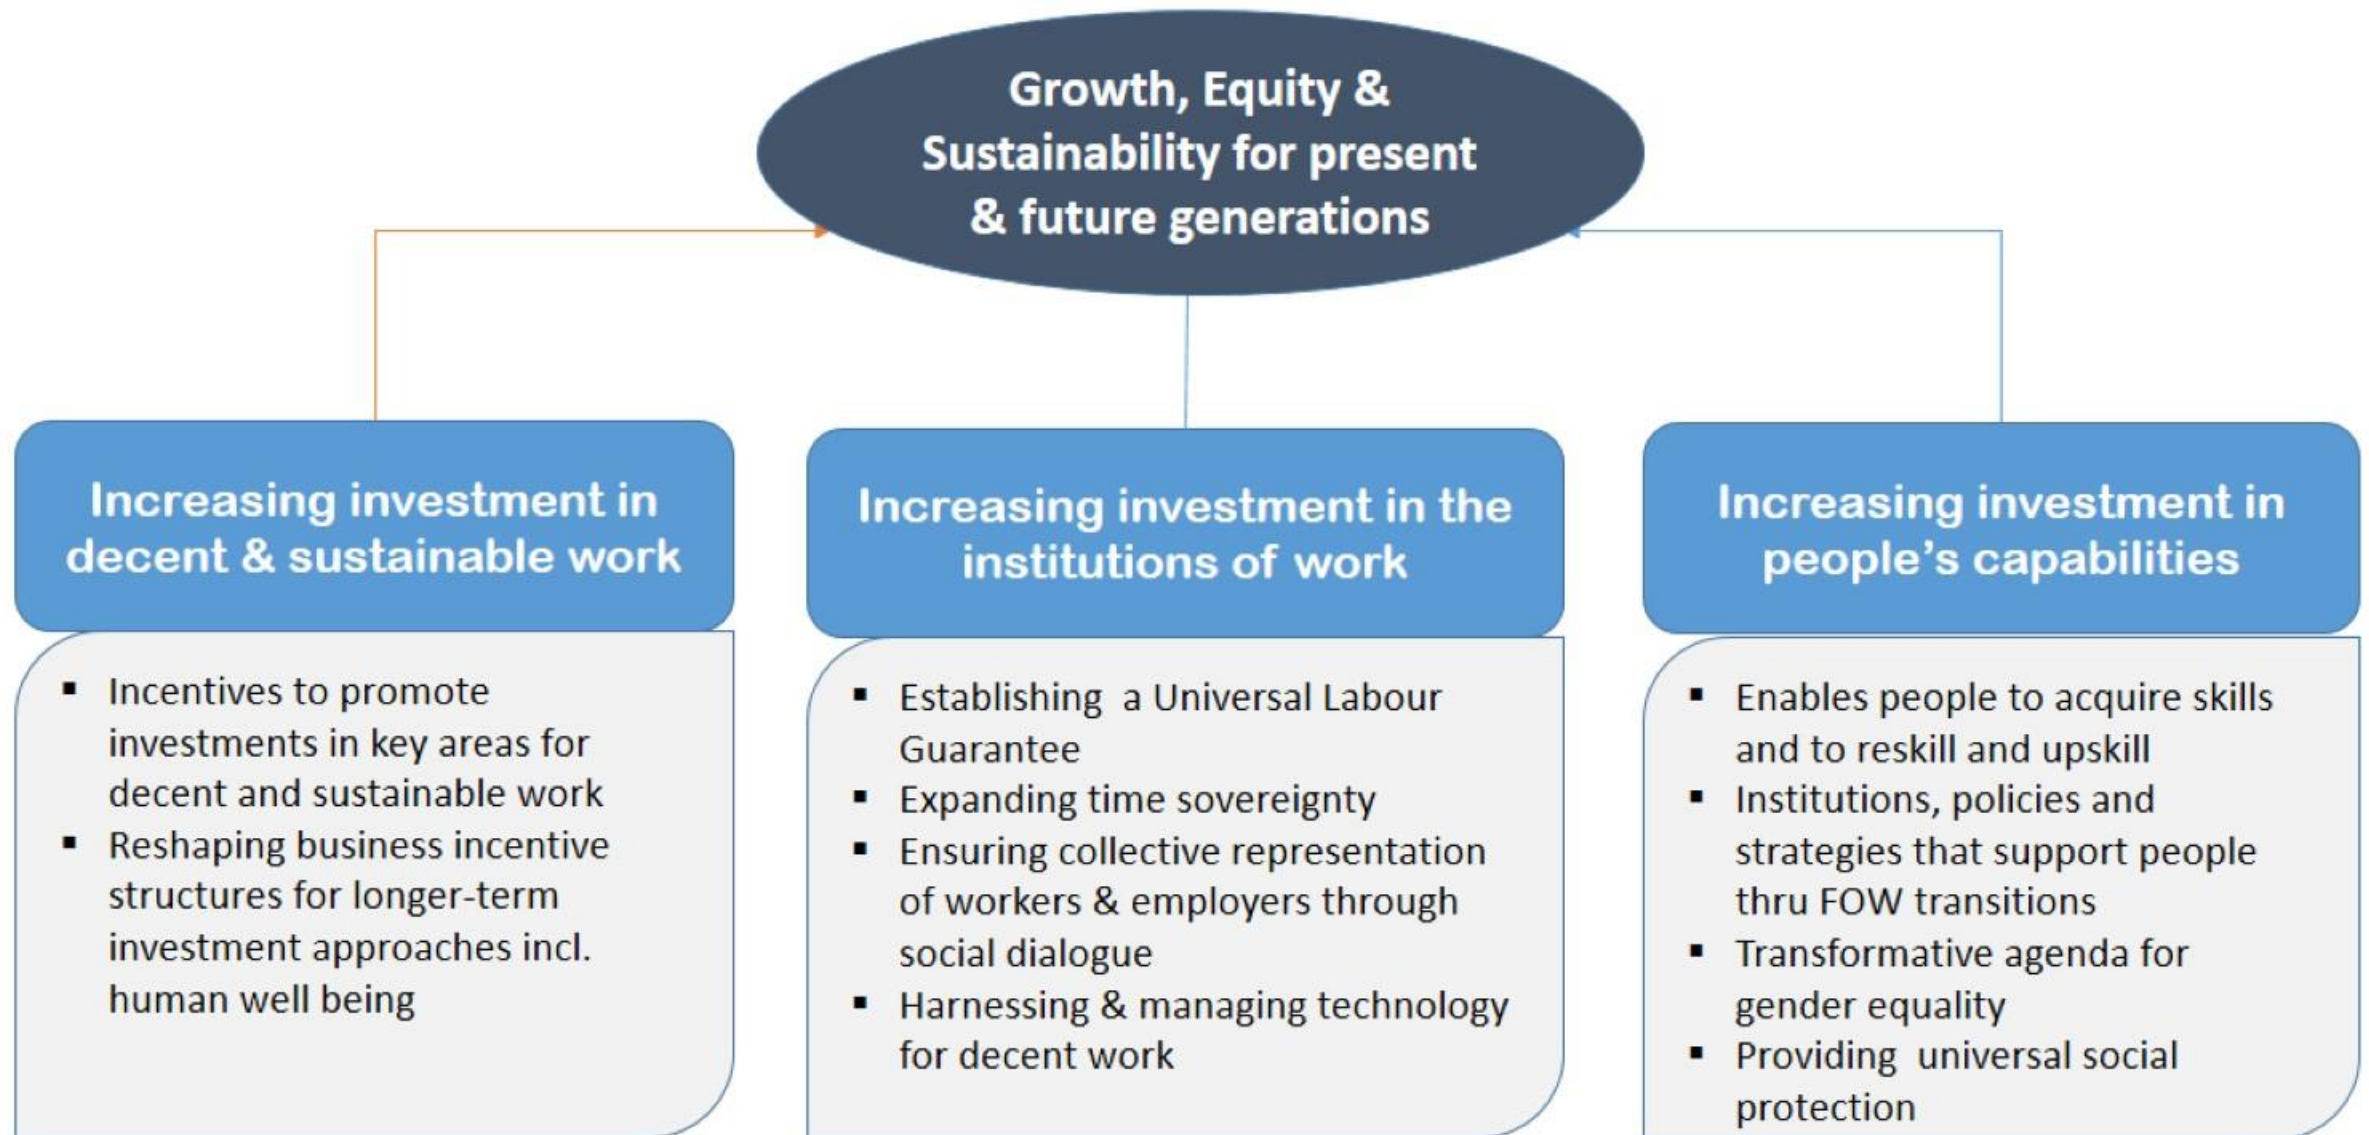 Growth, Equity &
Sustainability for present
& future generations
Increasing investment in
decent & sustainable work
▪ Incentives to promote
investments in key areas for
decent and sustainable work
▪ Reshaping business incentive
structures for longer-term
investment approaches incl.
human well being
Increasing investment in the
institutions of work
▪ Establishing a Universal Labour
Guarantee
▪ Expanding time sovereignty
▪ Ensuring collective representation
of workers & employers through
social dialogue
▪ Harnessing & managing technology
for decent work
Increasing investment in
people’s capabilities
▪ Enables people to acquire skills
and to reskill and upskill
▪ Institutions, policies and
strategies that support people
thru FOW transitions
▪ Transformative agenda for
gender equality
▪ Providing universal social
protection